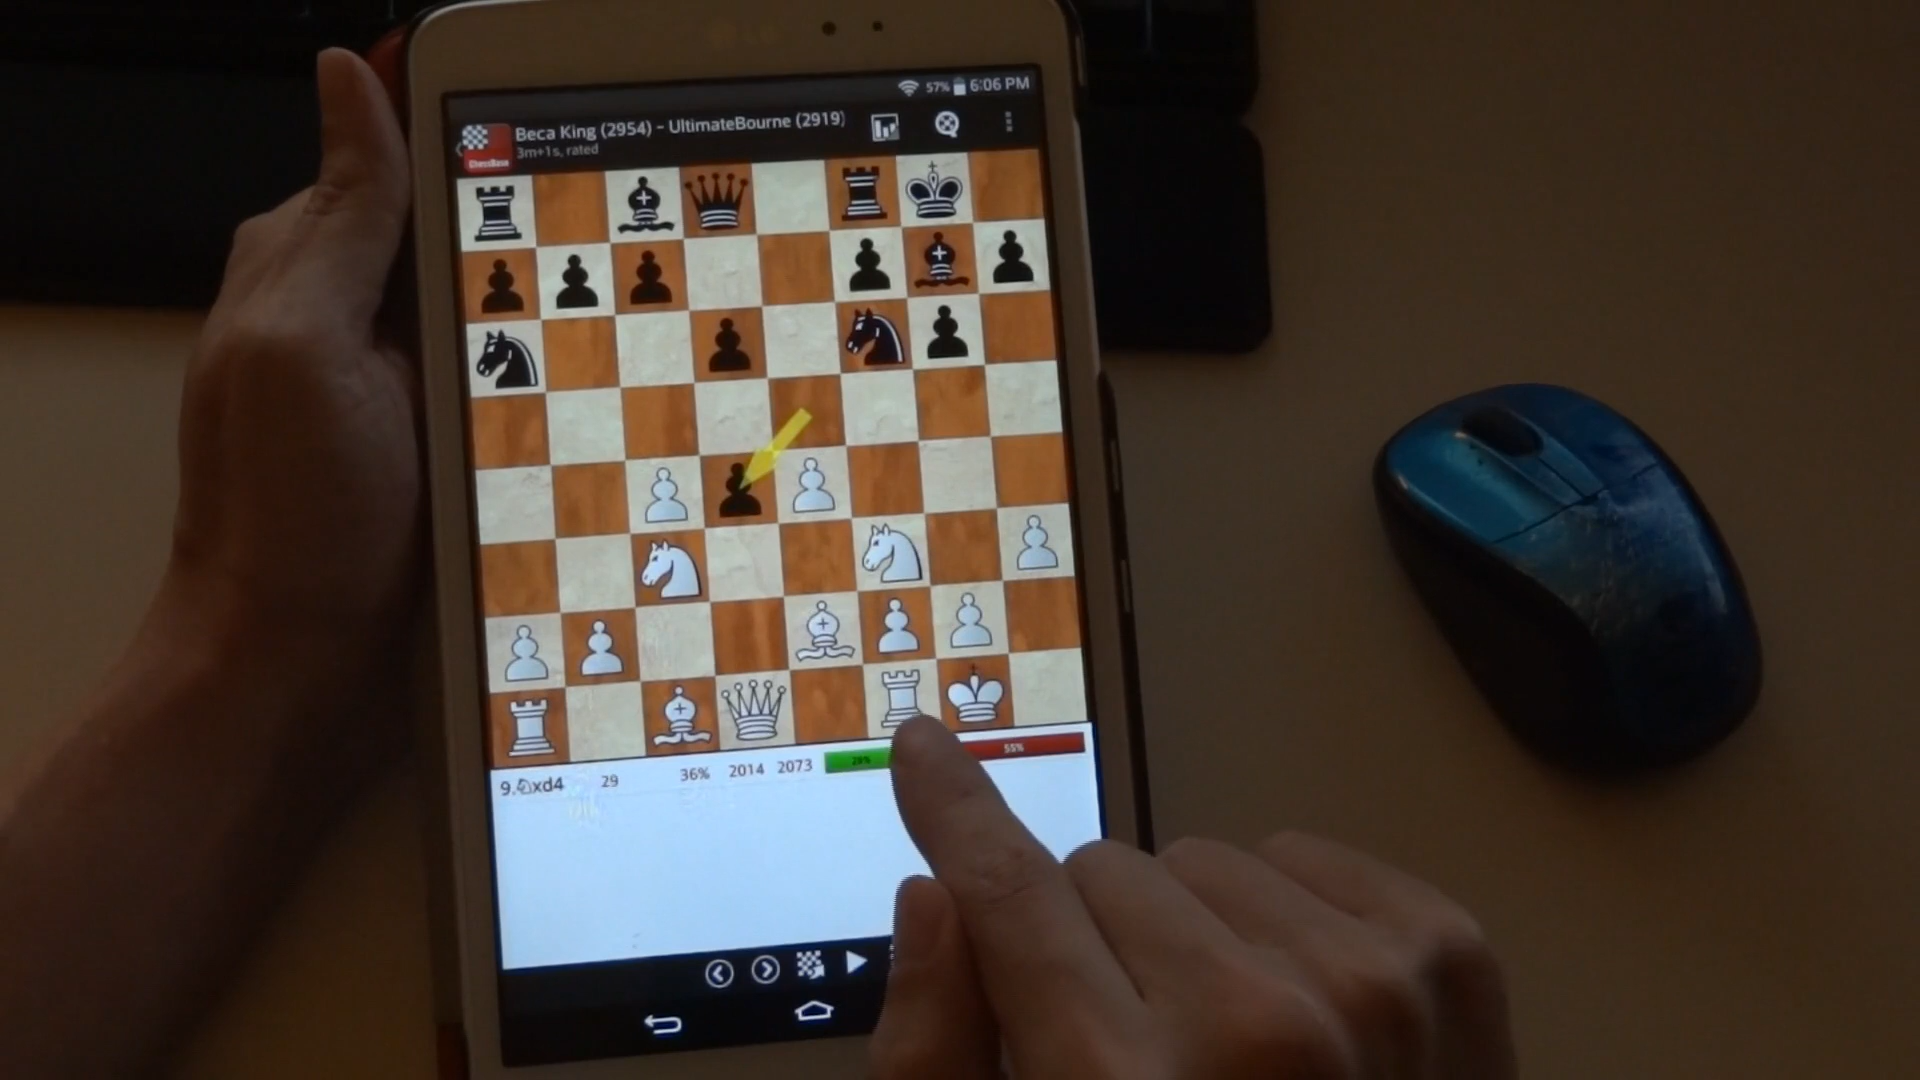 57% 6:06 PM
Beca King (2954) - UltimateBourne (2919)
3m+1s, rated
ChessBase
9.♘xd4 29 36% 2014 2073 55%